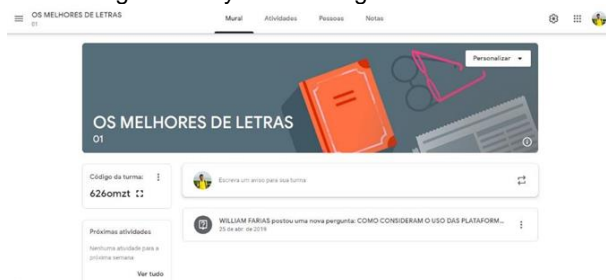 OS MELHORES DE LETRAS
01
Mural Atividades Pessoas Notas
Personalizar
OS MELHORES DE LETRAS
01
Código da turma:
626omzt
Escreva um aviso para sua turma
WILLIAM FARIAS postou uma nova pergunta: COMO CONSIDERAM O USO DAS PLATAFORM...
25 de abr. de 2019
Próximas atividades
Nenhuma atividade para a
próxima semana
Ver tudo